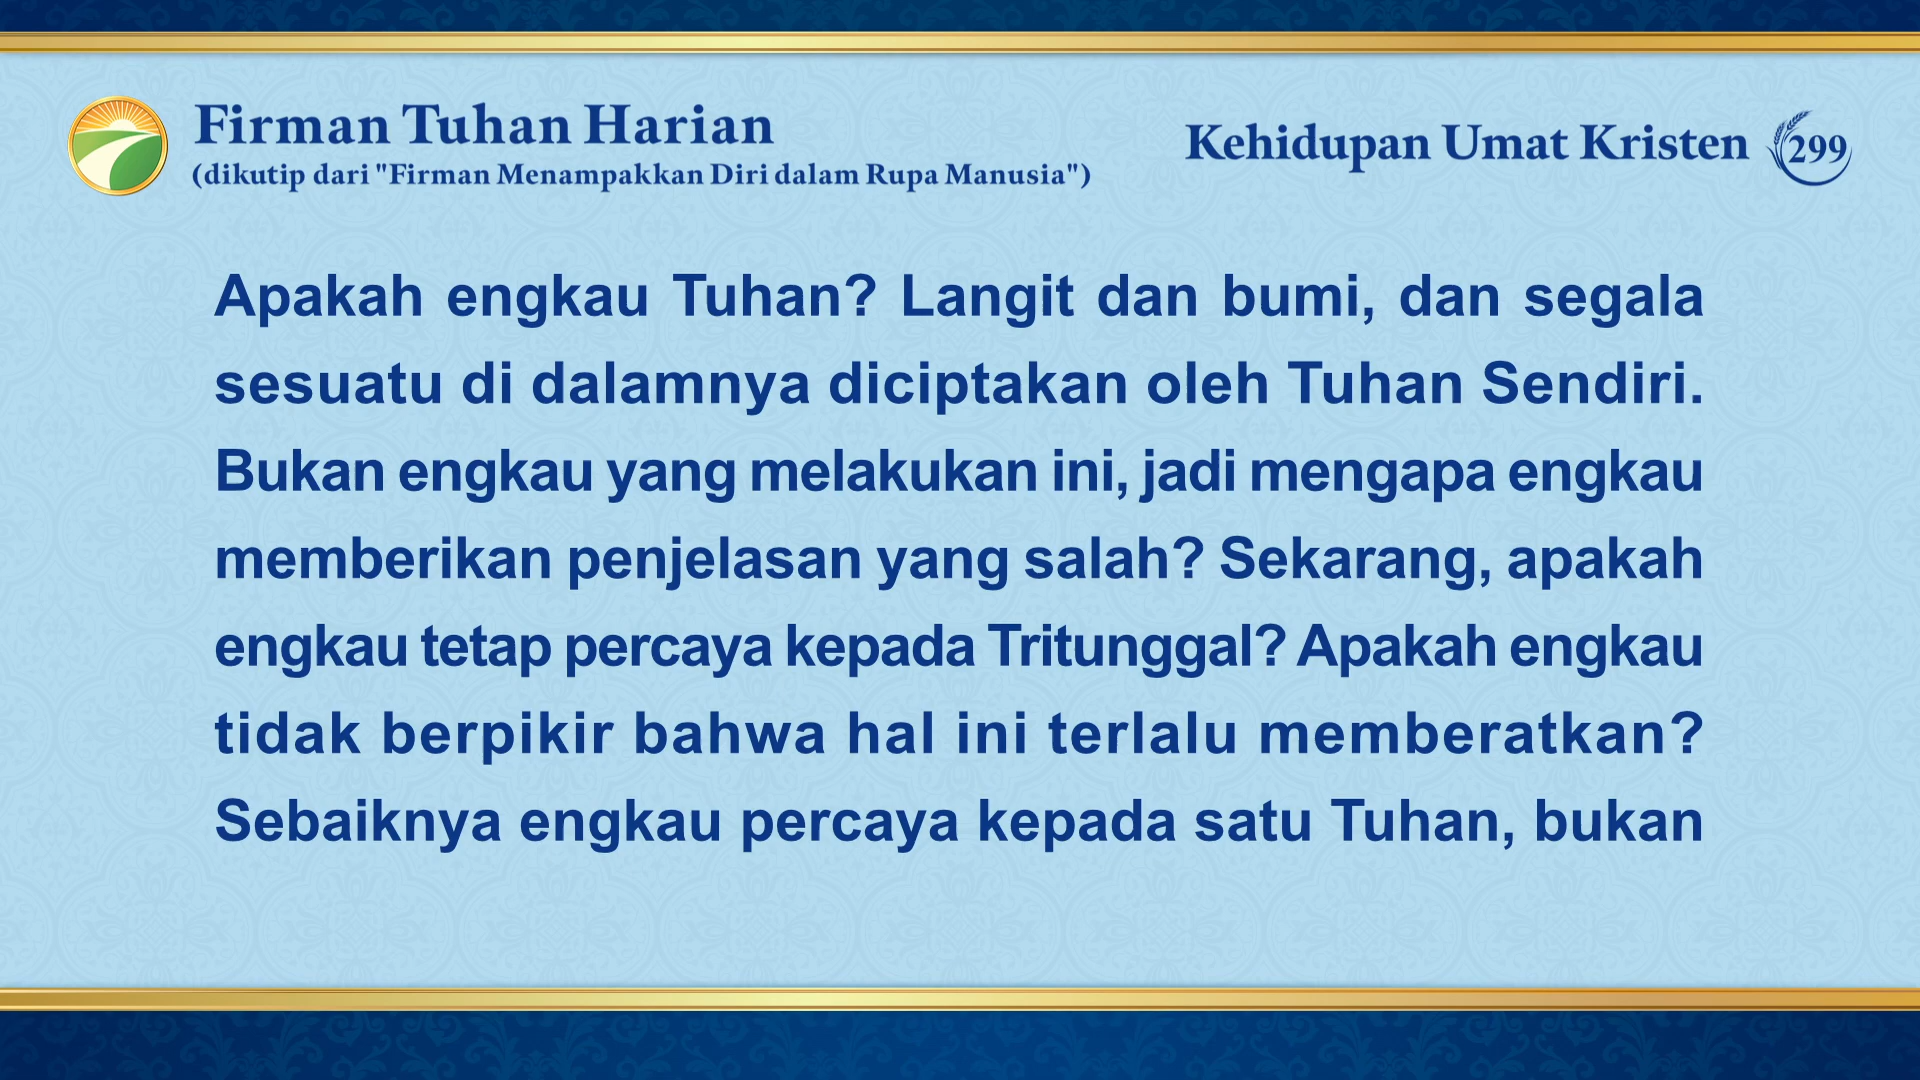 Firman Tuhan Harian
(dikutip dari "Firman Menampakkan Diri dalam Rupa Manusia")
Kehidupan Umat Kristen 299
Apakah engkau Tuhan? Langit dan bumi, dan segala
sesuatu di dalamnya diciptakan oleh Tuhan Sendiri.
Bukan engkau yang melakukan ini, jadi mengapa engkau
memberikan penjelasan yang salah? Sekarang, apakah
engkau tetap percaya kepada Tritunggal? Apakah engkau
tidak berpikir bahwa hal ini terlalu memberatkan?
Sebaiknya engkau percaya kepada satu Tuhan, bukan